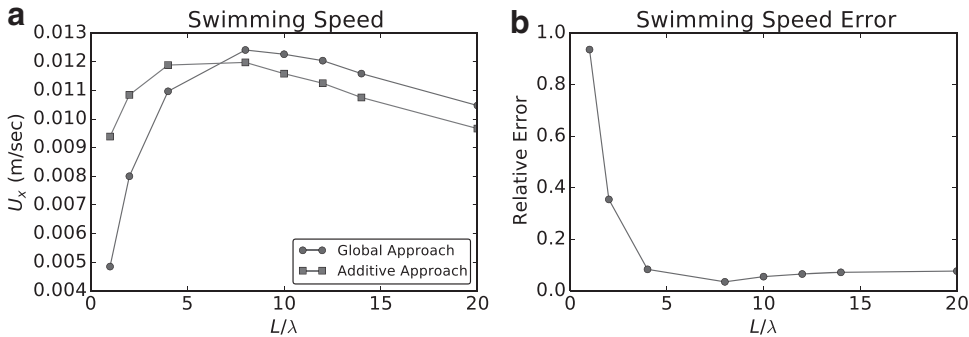 a
Swimming Speed
0.013
0.012
0.011
0.010
0.009
0.008
0.007
0.006
0.005
0.004
U_x (m/sec)
Global Approach
Additive Approach
0 5 10 15 20
L/λ
b
Swimming Speed Error
1.0
0.8
0.6
0.4
0.2
0.0
Relative Error
0 5 10 15 20
L/λ